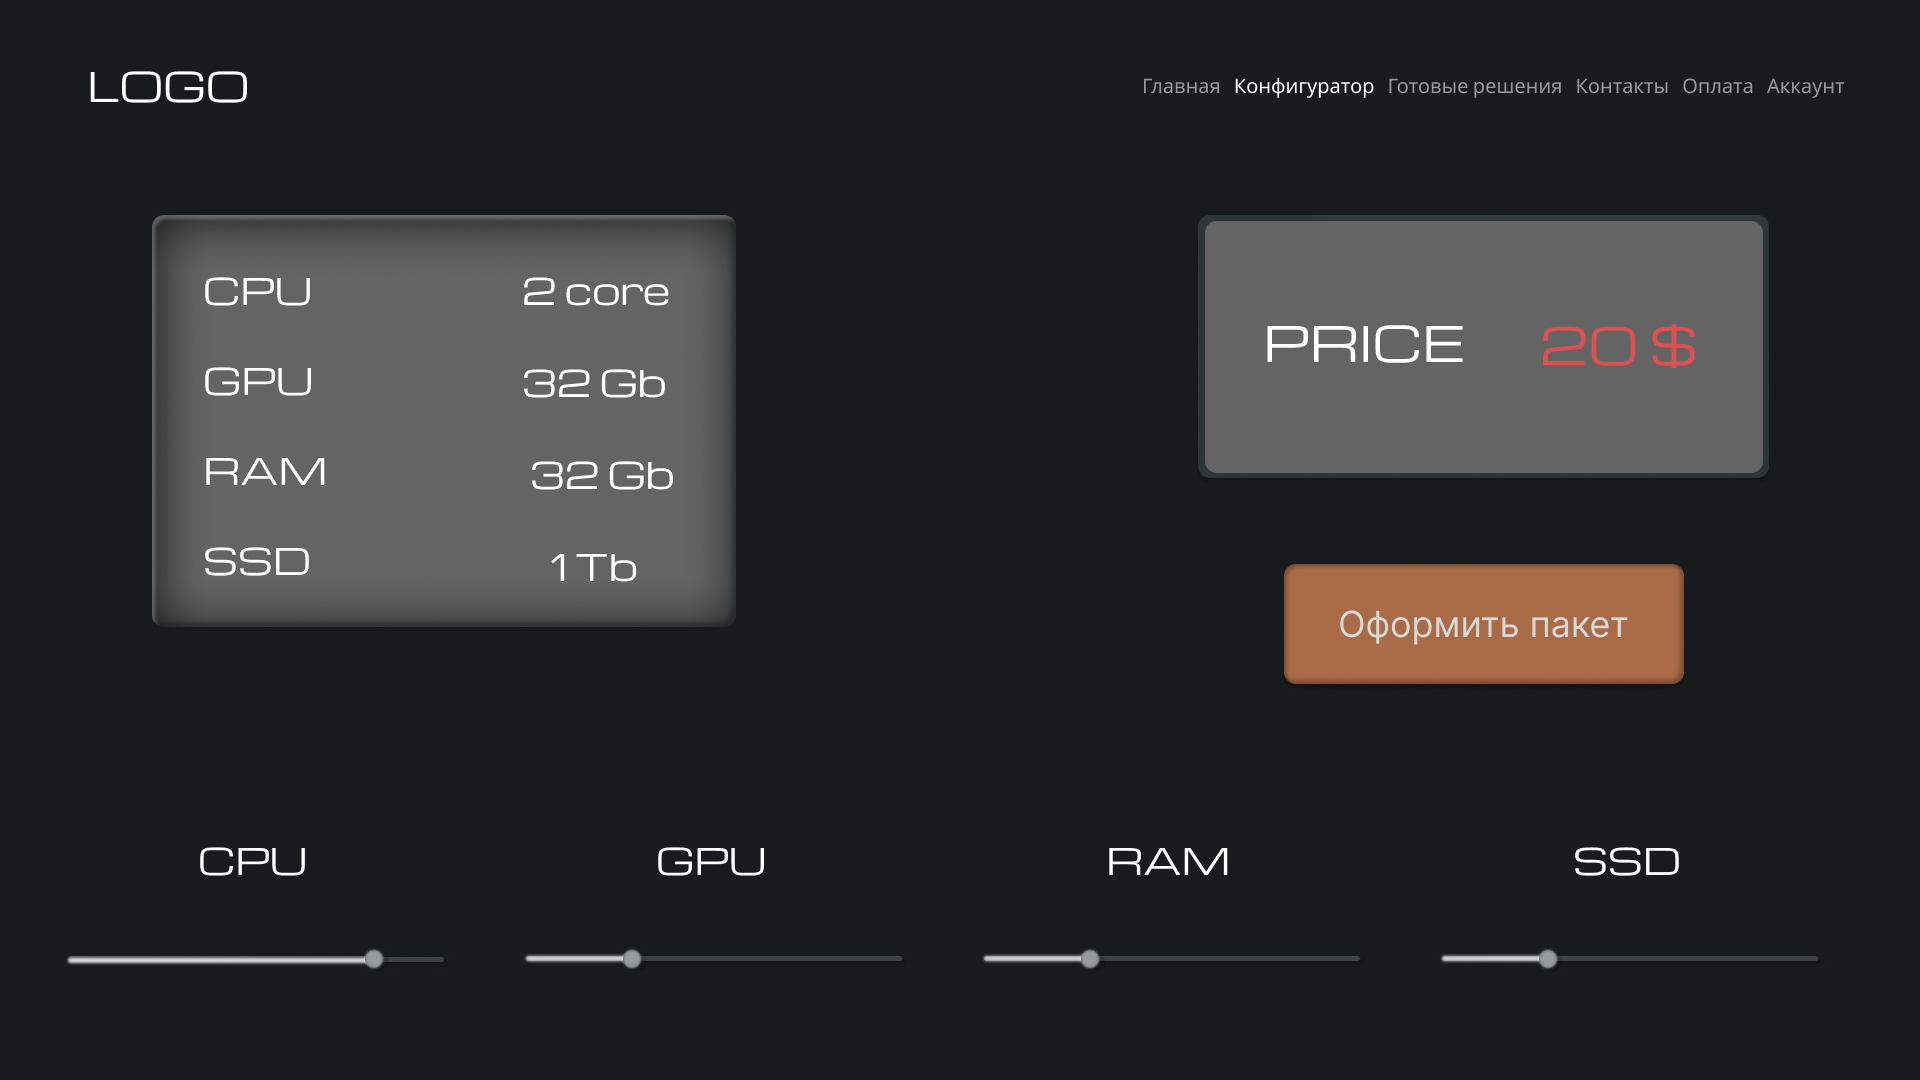 LOGO
Главная Конфигуратор Готовые решения Контакты Оплата Аккаунт
CPU 2 core
GPU 32 Gb
RAM 32 Gb
SSD 1 Tb
PRICE 20 $
Оформить пакет
CPU GPU RAM SSD